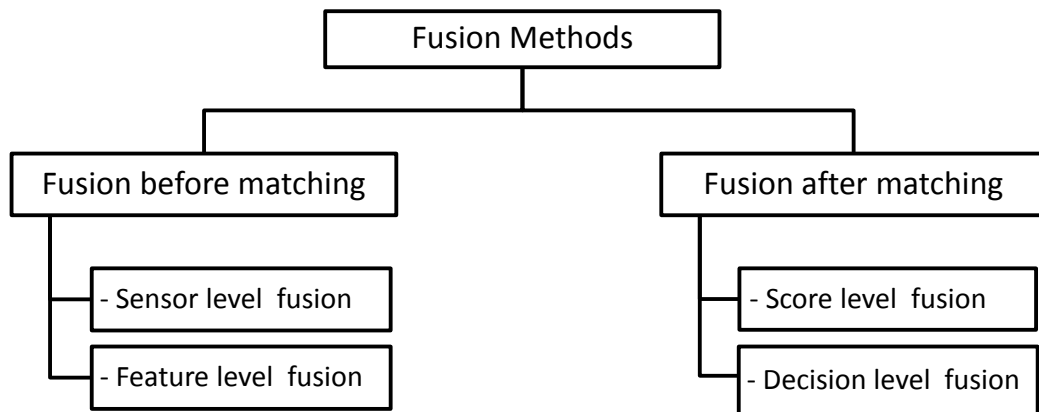 Fusion Methods
Fusion before matching
- Sensor level  fusion
- Feature level  fusion
Fusion after matching
- Score level  fusion
- Decision level  fusion